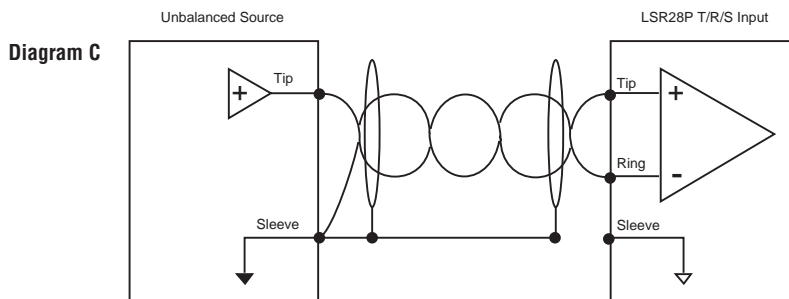 Unbalanced Source
LSR28P T/R/S Input
Diagram C
Tip
+
Tip
+
Ring
-
Sleeve
Sleeve